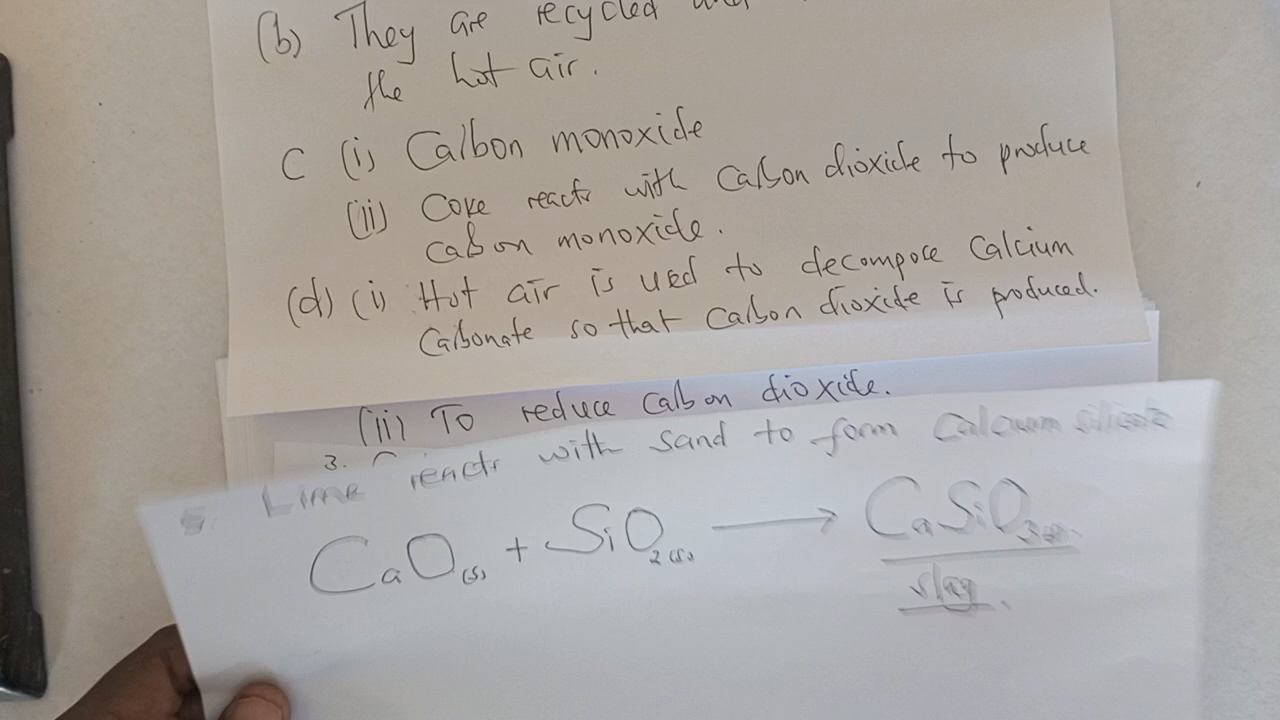 (b) They are recycled
the hot air.
C (i) Carbon monoxide
(ii) Coke reacts with Carbon dioxide to produce
Carbon monoxide.
(d) (i) Hot air is used to decompose Calcium
Carbonate so that Carbon dioxide is produced.
(ii) To reduce Carbon dioxide.
3.
Lime reacts with sand to form Calcium silicate
CaO(s) + SiO2(s) → CaSiO3
slag.